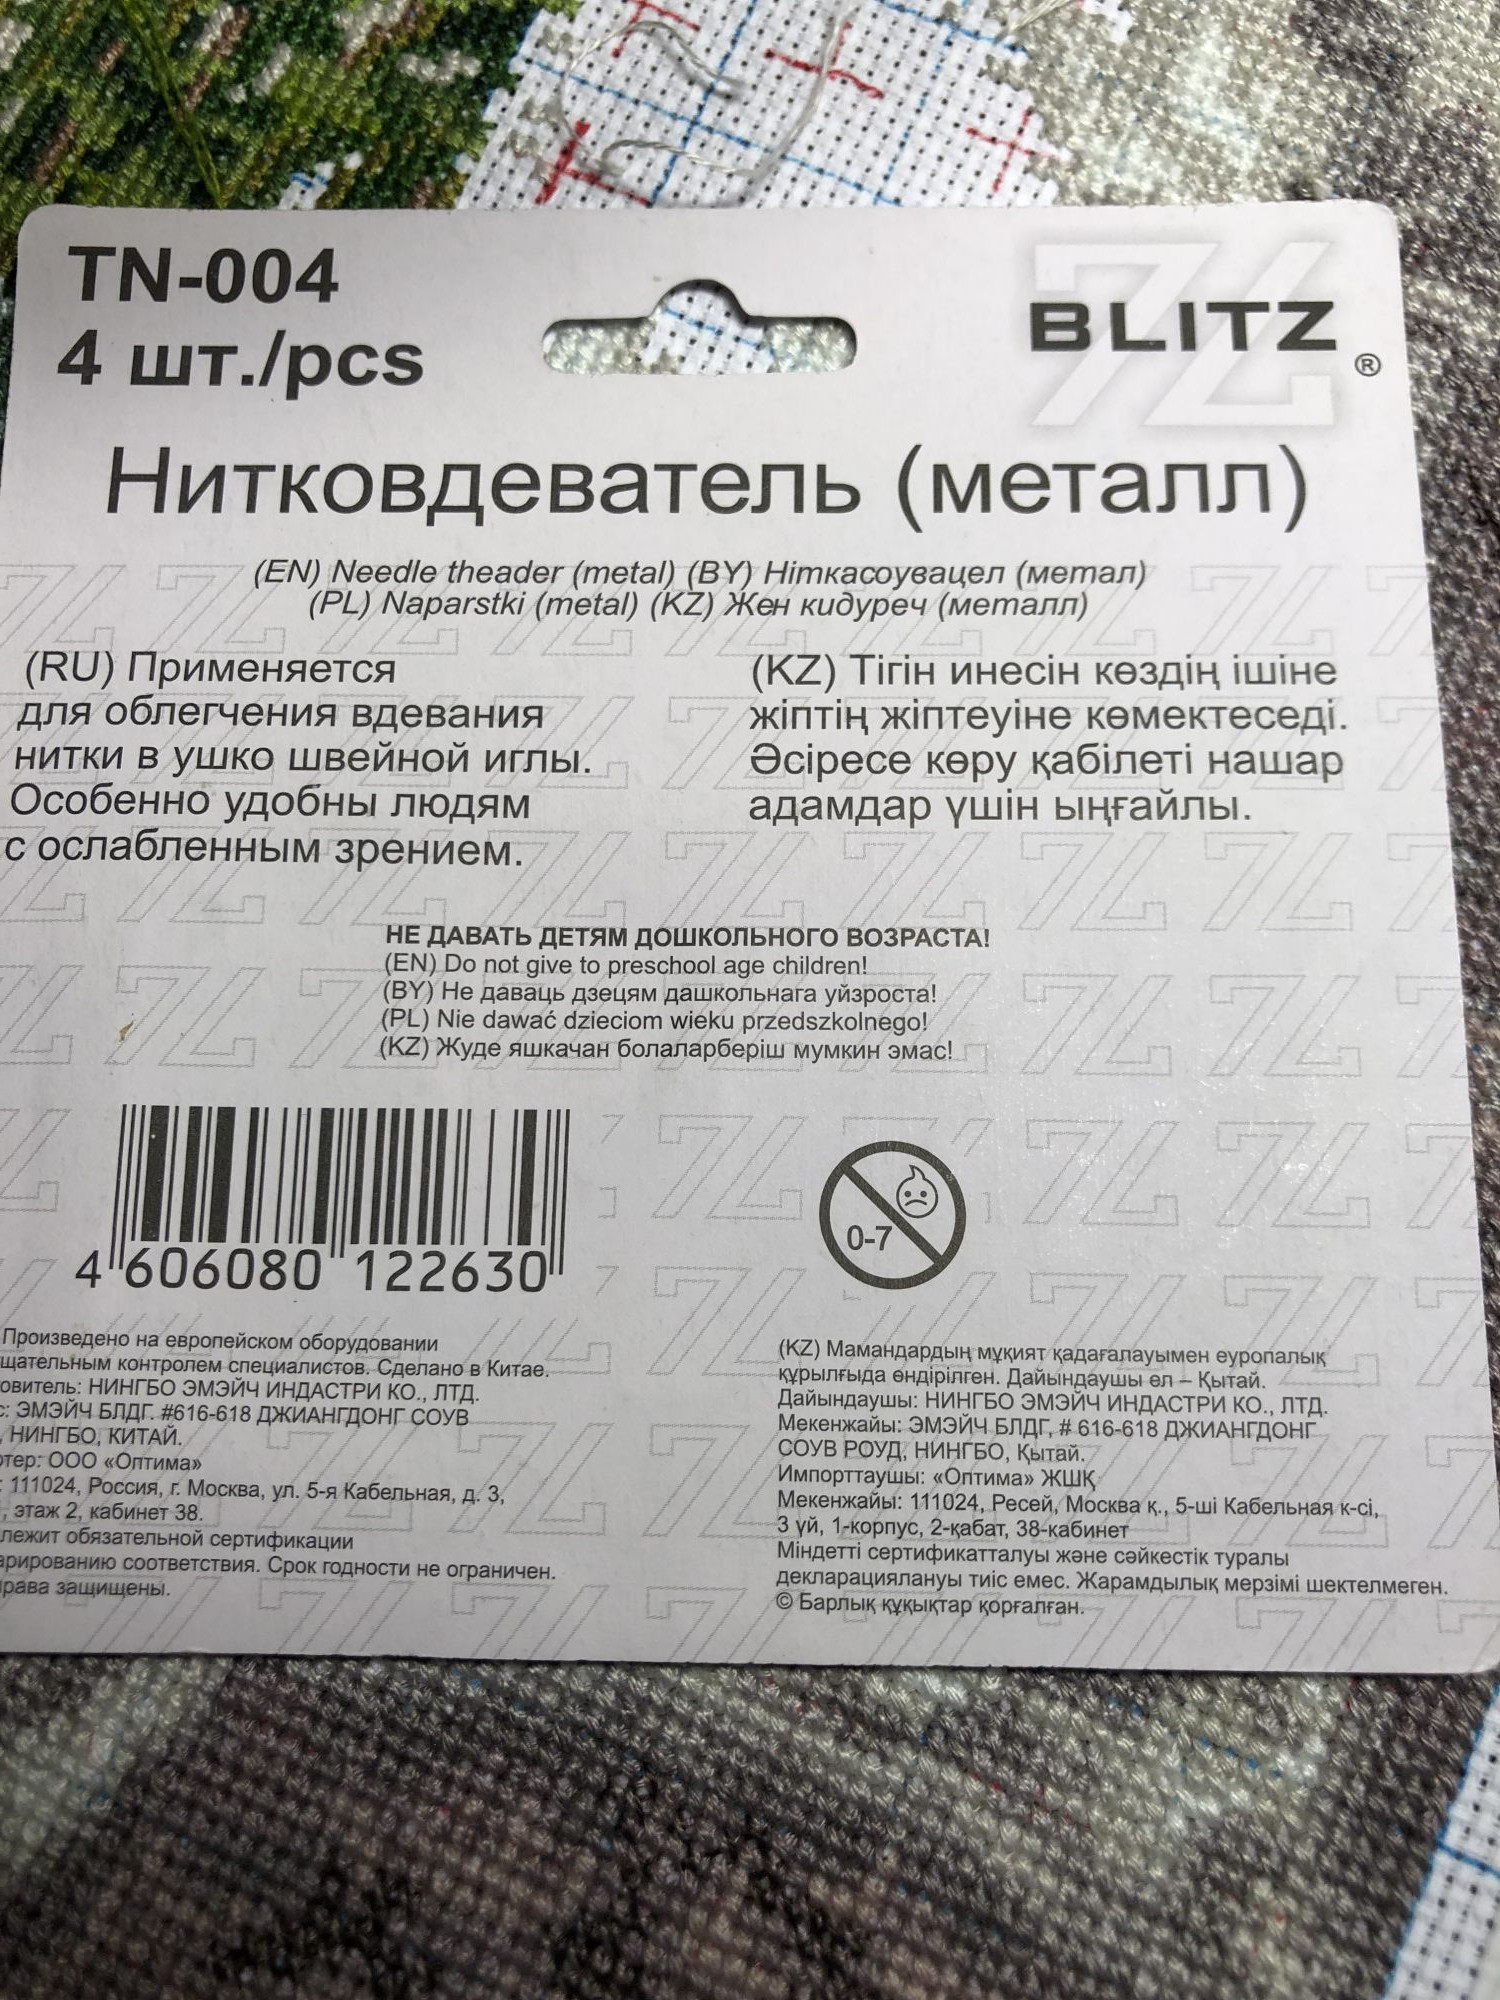 TN-004
4 шт./pcs
BLITZ
®
Нитковдеватель (металл)
(EN) Needle theader (metal) (BY) Нiткасоувацел (метал)
(PL) Naparstki (metal) (KZ) Жен кидуреч (металл)
(RU) Применяется
для облегчения вдевания
нитки в ушко швейной иглы.
Особенно удобны людям
с ослабленным зрением.
(KZ) Тігін инесін көздің ішіне
жіптің жіптеуіне көмектеседі.
Әсіресе көру қабілеті нашар
адамдар үшін ыңғайлы.
НЕ ДАВАТЬ ДЕТЯМ ДОШКОЛЬНОГО ВОЗРАСТА!
(EN) Do not give to preschool age children!
(BY) Не даваць дзецям дашкольнага уйзроста!
(PL) Nie dawać dzieciom wieku przedszkolnego!
(KZ) Жуде яшкачан болаларберіш мумкин эмас!
4 606080 122630
0-7
Произведено на европейском оборудовании
щательным контролем специалистов. Сделано в Китае.
овитель: НИНГБО ЭМЭЙЧ ИНДАСТРИ КО., ЛТД.
с: ЭМЭЙЧ БЛДГ. #616-618 ДЖИАНГДОНГ СОУВ
, НИНГБО, КИТАЙ.
ртер: ООО «Оптима»
: 111024, Россия, г. Москва, ул. 5-я Кабельная, д. 3,
, этаж 2, кабинет 38.
лежит обязательной сертификации
арированию соответствия. Срок годности не ограничен.
права защищены.
(KZ) Мамандардың мұқият қадағалауымен еуропалық
құрылғыда өндірілген. Дайындаушы ел – Қытай.
Дайындаушы: НИНГБО ЭМЭЙЧ ИНДАСТРИ КО., ЛТД.
Мекенжайы: ЭМЭЙЧ БЛДГ, # 616-618 ДЖИАНГДОНГ
СОУВ РОУД, НИНГБО, Қытай.
Импорттаушы: «Оптима» ЖШҚ
Мекенжайы: 111024, Ресей, Москва қ., 5-ші Кабельная к-сі,
3 үй, 1-корпус, 2-қабат, 38-кабинет
Міндетті сертификатталуы және сәйкестік туралы
декларациялануы тиіс емес. Жарамдылық мерзімі шектелмеген.
© Барлық құқықтар қорғалған.